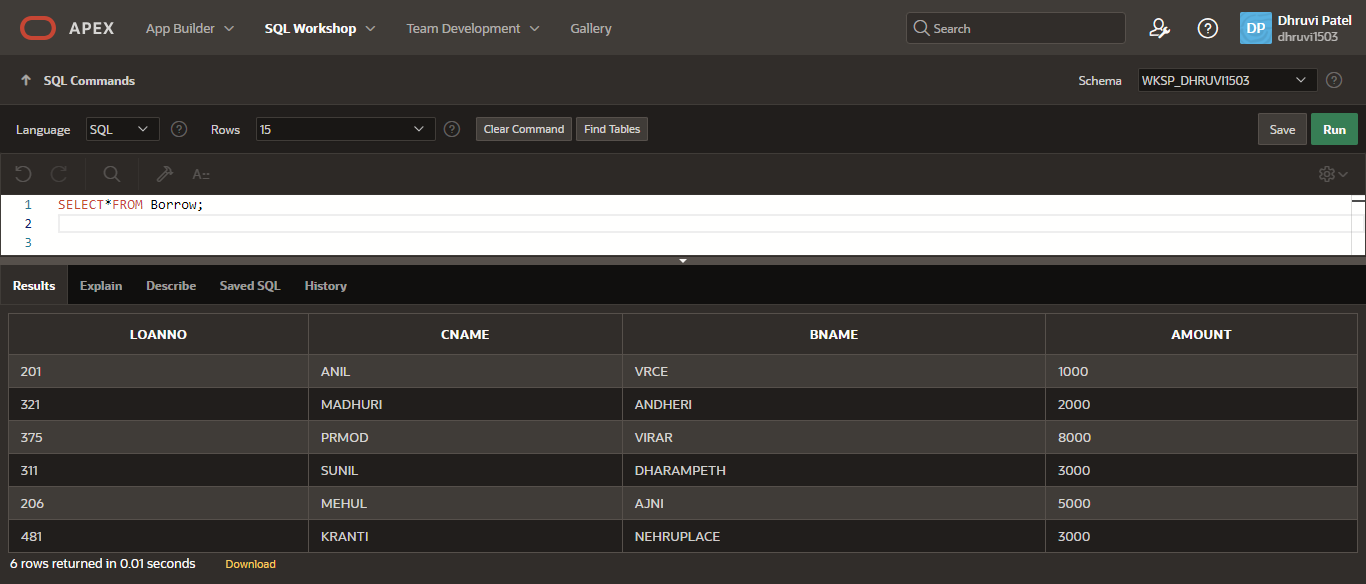 APEX App Builder SQL Workshop Team Development Gallery Search DP Dhruvi Patel
dhruvi1503
SQL Commands Schema WKSP_DHRUVI1503
Language SQL Rows 15 Clear Command Find Tables Save Run
A::
1 SELECT*FROM Borrow;
2
3
Results Explain Describe Saved SQL History
LOANNO CNAME BNAME AMOUNT
201 ANIL VRCE 1000
321 MADHURI ANDHERI 2000
375 PRMOD VIRAR 8000
311 SUNIL DHARAMPETH 3000
206 MEHUL AJNI 5000
481 KRANTI NEHRUPLACE 3000
6 rows returned in 0.01 seconds Download